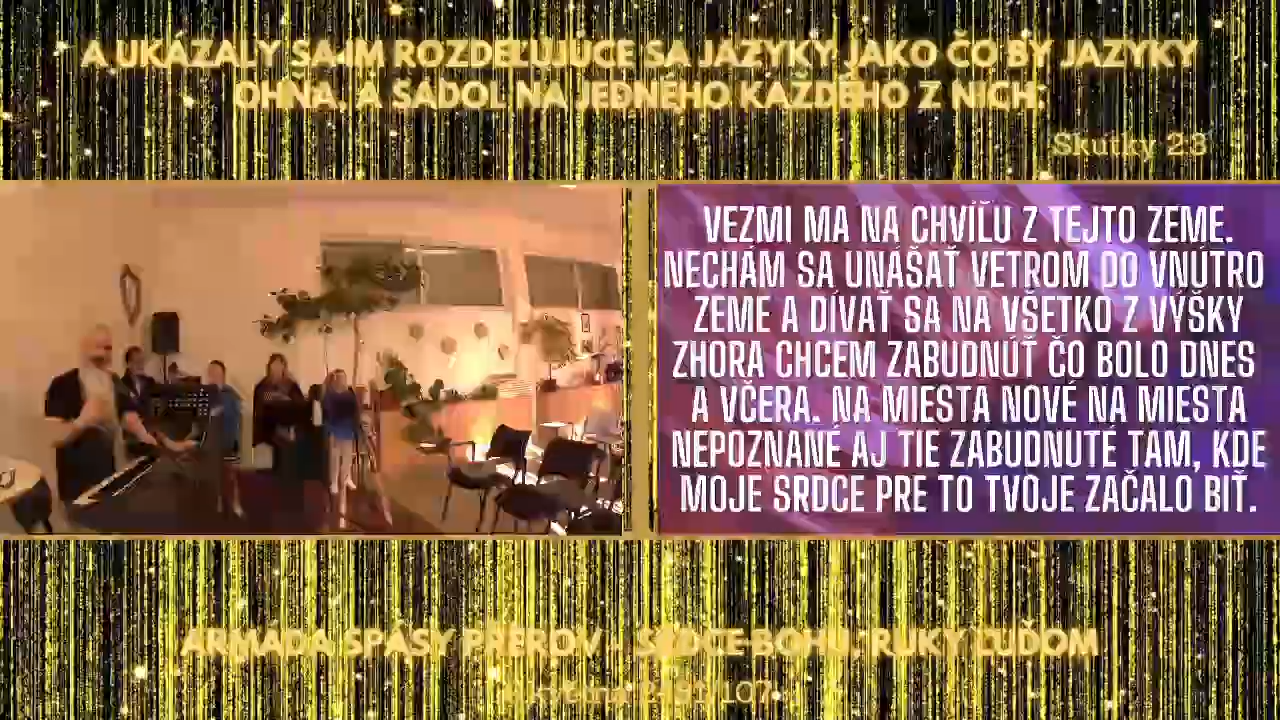 A UKÁZALY SA IM ROZDEĽUJÚCE SA JAZYKY JAKO ČO BY JAZYKY
OHŇA. A SADOL NA JEDNÉHO KAŽDÉHO Z NICH:
Skutky 2:3
VEZMI MA NA CHVÍĽU Z TEJTO ZEME.
NECHÁM SA UNÁŠAŤ VETROM DO VNÚTRO
ZEME A DÍVAŤ SA NA VŠETKO Z VÝŠKY
ZHORA CHCEM ZABUDNÚŤ ČO BOLO DNES
A VČERA. NA MIESTA NOVÉ NA MIESTA
NEPOZNANÉ AJ TIE ZABUDNUTÉ TAM, KDE
MOJE SRDCE PRE TO TVOJE ZAČALO BIŤ.
ARMÁDA SPÁSY PŘEROV - SRDCE BOHU, RUKY ĽUĎOM